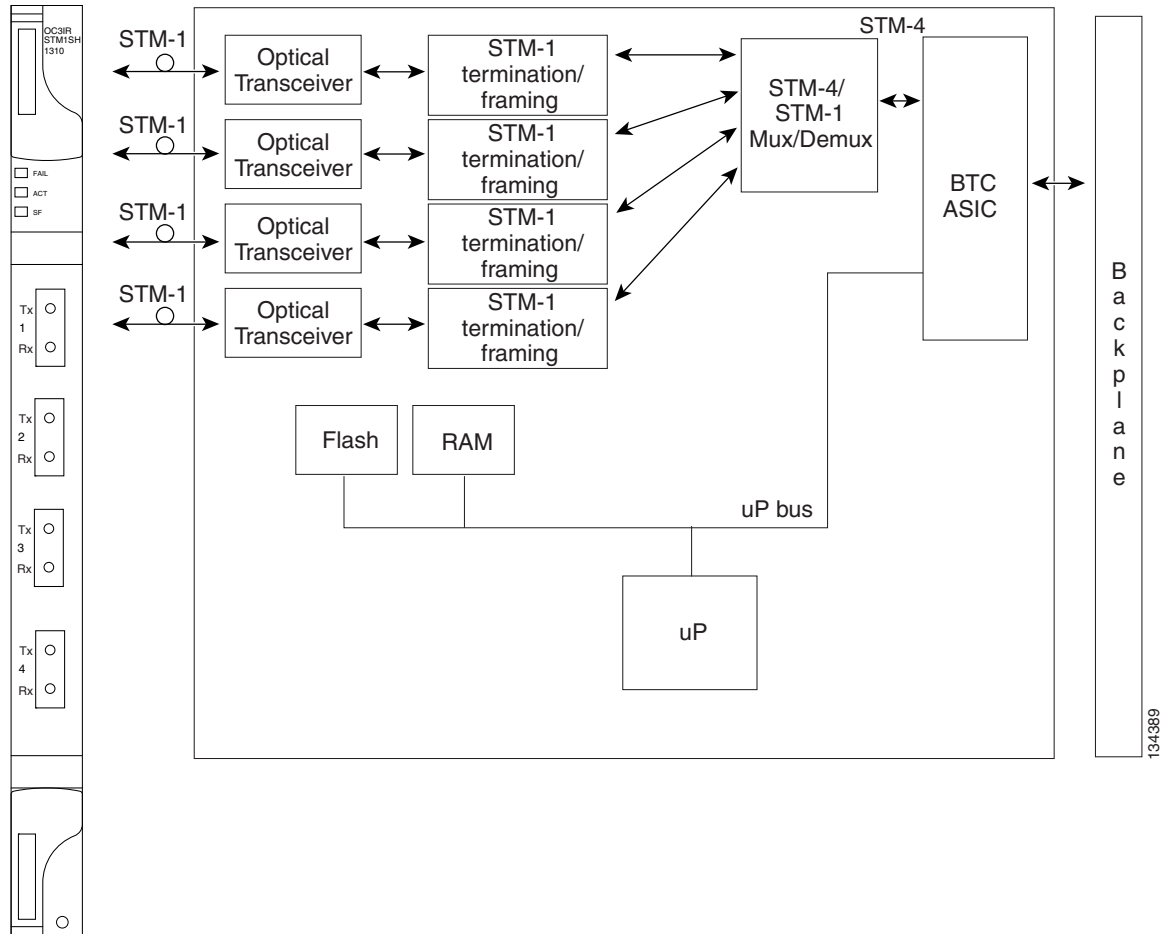 OC3IR
STM1SH
1310
FAIL
ACT
SF
Tx
1
Rx
Tx
2
Rx
Tx
3
Rx
Tx
4
Rx
STM-1
STM-1
STM-1
STM-1
Optical
Transceiver
Optical
Transceiver
Optical
Transceiver
Optical
Transceiver
STM-1
termination/
framing
STM-1
termination/
framing
STM-1
termination/
framing
STM-1
termination/
framing
STM-4/
STM-1
Mux/Demux
STM-4
BTC
ASIC
Flash
RAM
uP bus
uP
Backplane
134389